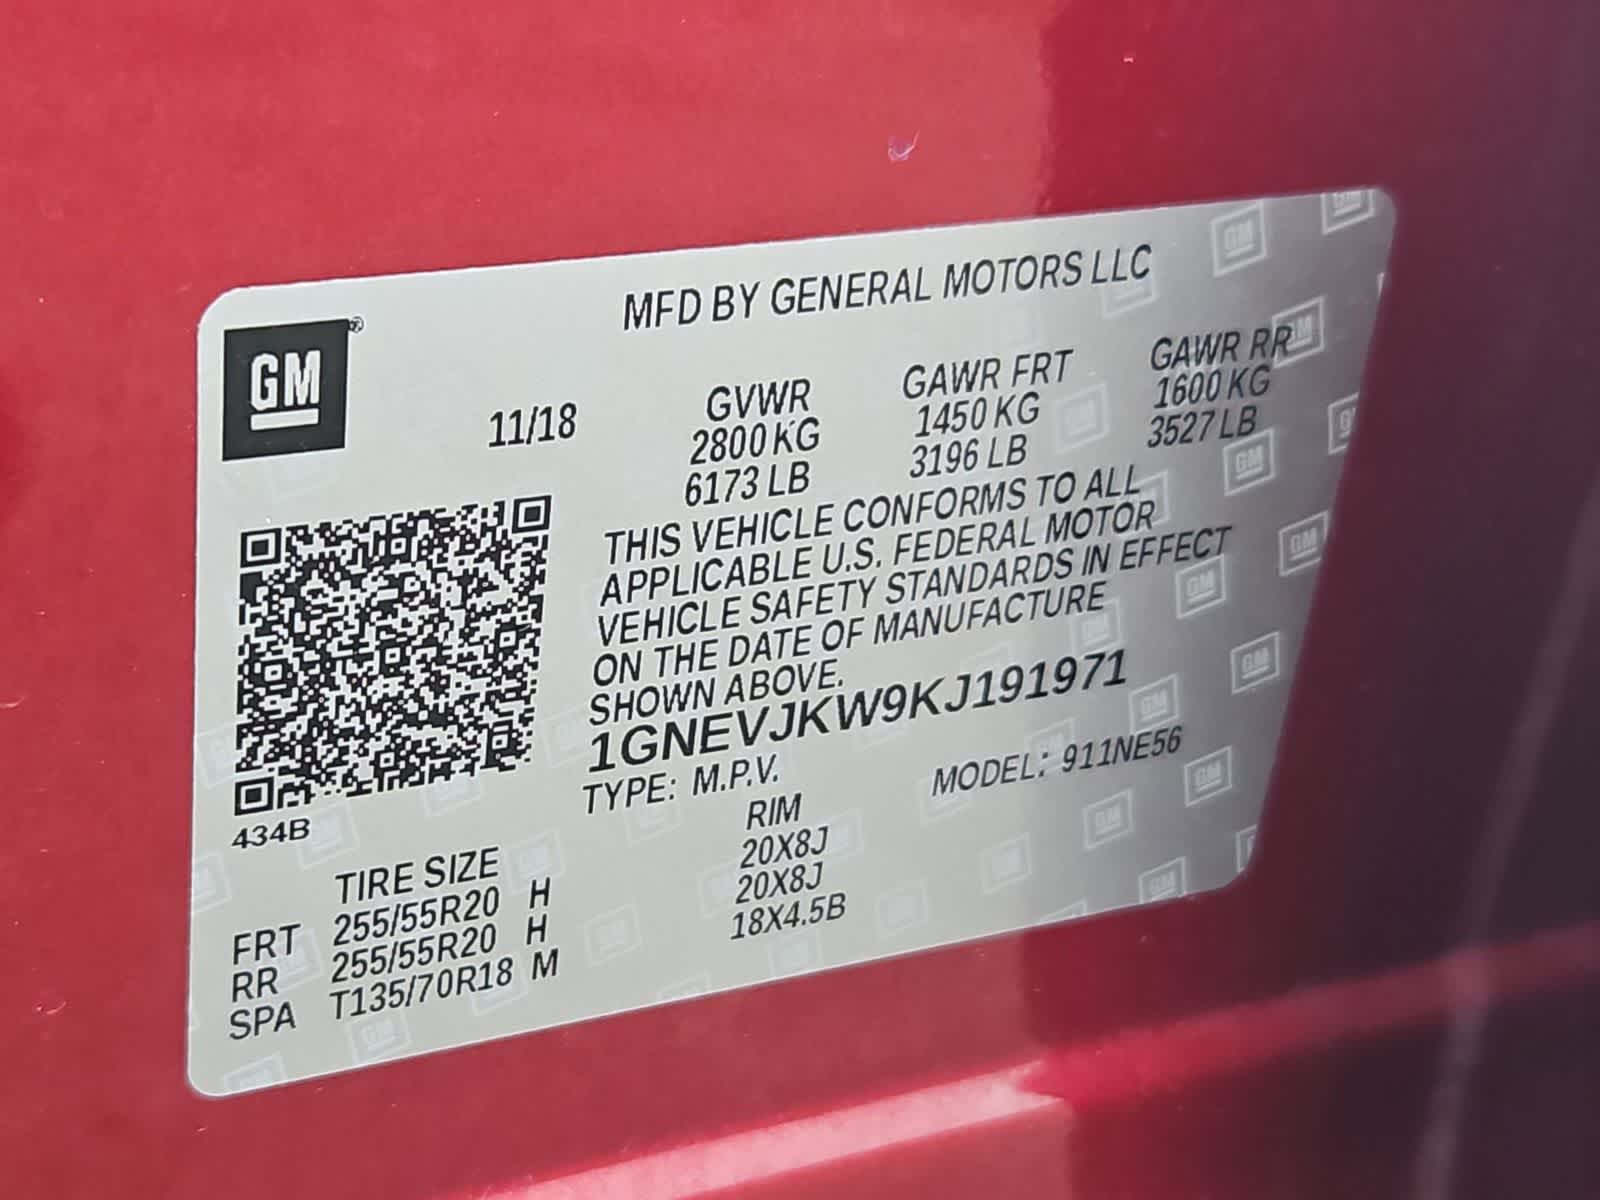 MFD BY GENERAL MOTORS LLC
GM®
11/18
GVWR GAWR FRT GAWR RR
2800 KG 1450 KG 1600 KG
6173 LB 3196 LB 3527 LB
THIS VEHICLE CONFORMS TO ALL
APPLICABLE U.S. FEDERAL MOTOR
VEHICLE SAFETY STANDARDS IN EFFECT
ON THE DATE OF MANUFACTURE
SHOWN ABOVE.
1GNEVJKW9KJ191971
TYPE: M.P.V. MODEL: 911NE56
434B
TIRE SIZE RIM
FRT 255/55R20 H 20X8J
RR 255/55R20 H 20X8J
SPA T135/70R18 M 18X4.5B